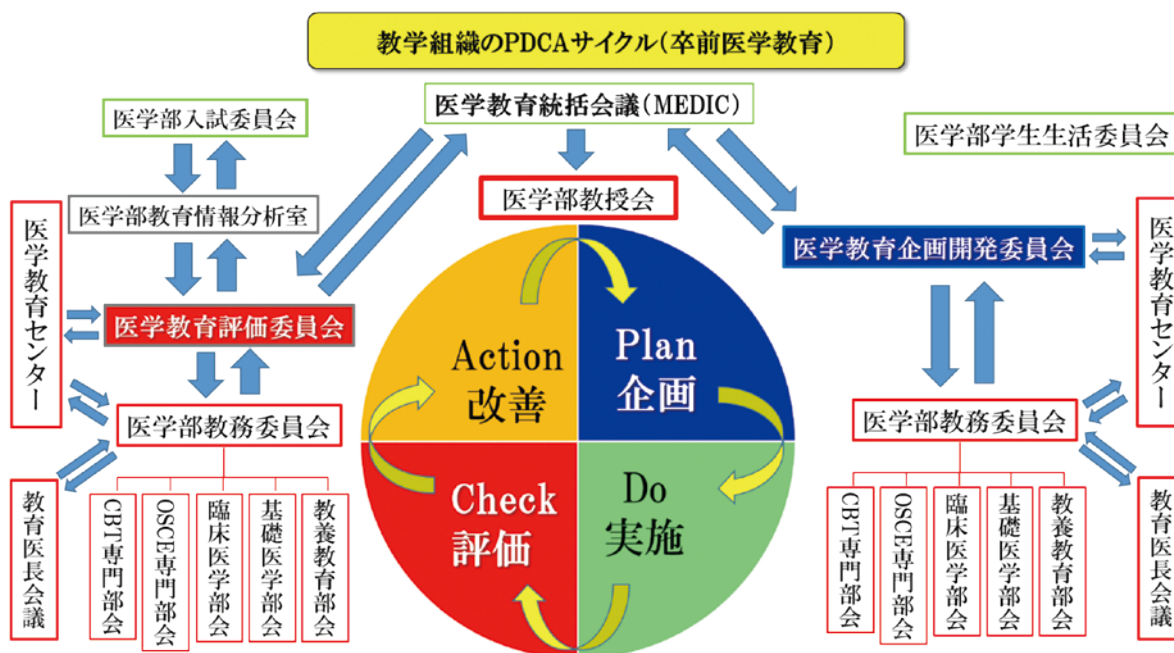 教学組織のPDCAサイクル(卒前医学教育)
医学教育統括会議(MEDIC)
医学部入試委員会
医学部学生生活委員会
医学部教授会
医学部教育情報分析室
医学教育センター
医学教育評価委員会
医学部教務委員会
教育医長会議
CBT専門部会
OSCE専門部会
臨床医学部会
基礎医学部会
教養教育部会
Action
改善
Plan
企画
Check
評価
Do
実施
医学教育企画開発委員会
医学教育センター
医学部教務委員会
CBT専門部会
OSCE専門部会
臨床医学部会
基礎医学部会
教養教育部会
教育医長会議